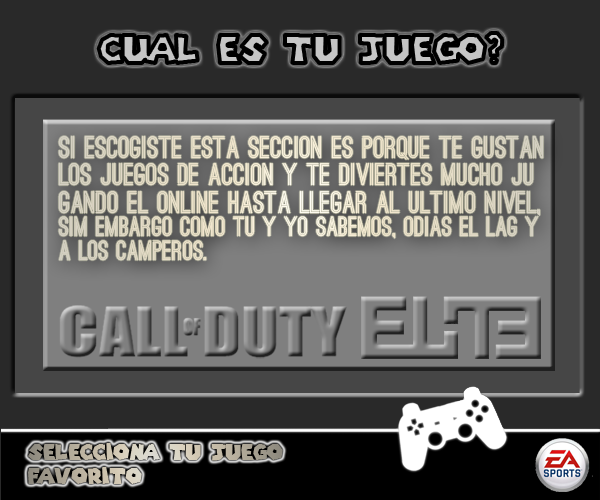 CUAL ES TU JUEGO?
SI ESCOGISTE ESTA SECCION ES PORQUE TE GUSTAN
LOS JUEGOS DE ACCION Y TE DIVIERTES MUCHO JU
GANDO EL ONLINE HASTA LLEGAR AL ULTIMO NIVEL,
SIM EMBARGO COMO TU Y YO SABEMOS, ODIAS EL LAG Y
A LOS CAMPEROS.
CALL OF DUTY ELITE
SELECCIONA TU JUEGO
FAVORITO
EA
SPORTS